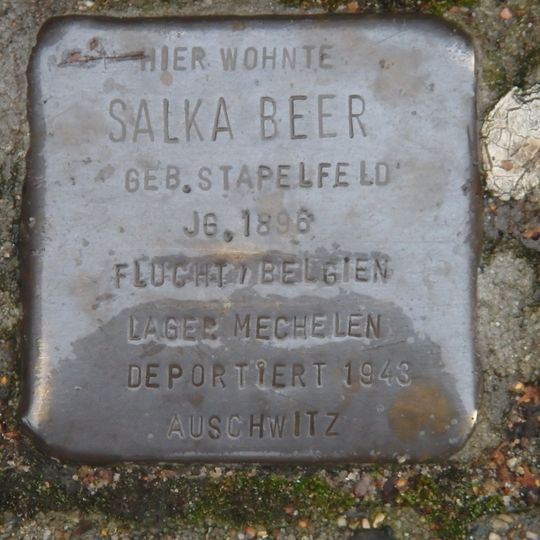 HIER WOHNTE
SALKA BEER
GEB. STAPELFELD
JG. 1896
FLUCHT, BELGIEN
LAGER MECHELEN
DEPORTIERT 1943
AUSCHWITZ